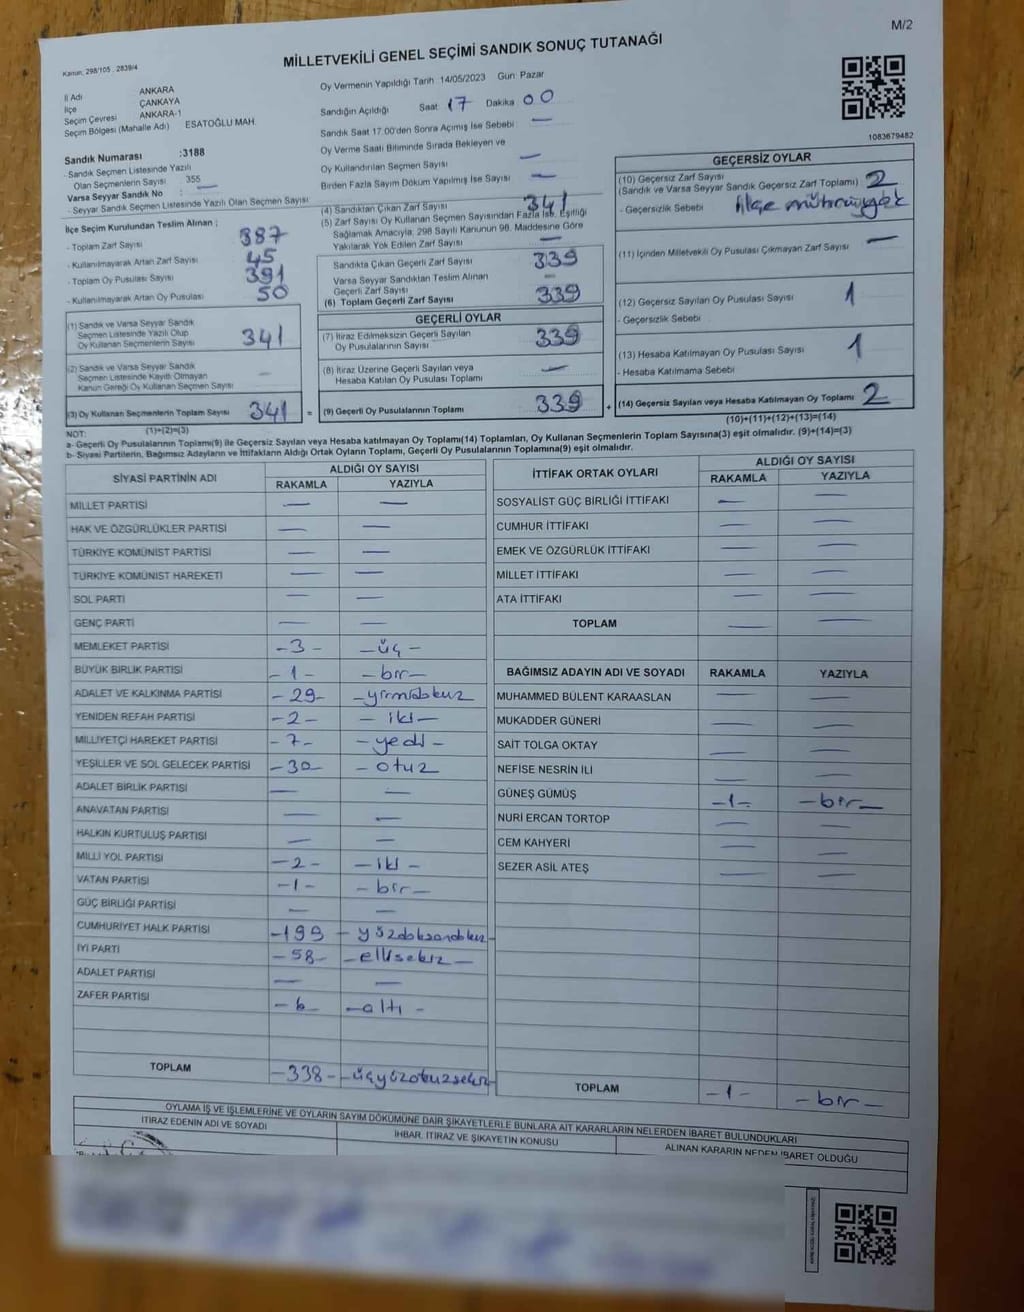 M/2
MİLLETVEKİLİ GENEL SEÇİMİ SANDIK SONUÇ TUTANAĞI
Kanun, 298/105 , 2839/4
İl Adı ANKARA
İlçe ÇANKAYA
Seçim Çevresi ANKARA-1
Seçim Bölgesi (Mahalle Adı) ESATOĞLU MAH.
Oy Vermenin Yapıldığı Tarih 14/05/2023 Gün: Pazar
Sandığın Açıldığı Saat 17 Dakika 00
Sandık Saat 17.00'den Sonra Açımış İse Sebebi —
Oy Verme Saati Bitiminde Sırada Bekleyen ve
Oy Kullandırılan Seçmen Sayısı —
Birden Fazla Sayım Döküm Yapılmış İse Sayısı —
1083679482
Sandık Numarası :3188
- Sandık Seçmen Listesinde Yazılı
Olan Seçmenlerin Sayısı 355
Varsa Seyyar Sandık No : —
- Seyyar Sandık Seçmen Listesinde Yazılı Olan Seçmen Sayısı
İlçe Seçim Kurulundan Teslim Alınan ;
- Toplam Zarf Sayısı 387
- Kullanılmayarak Artan Zarf Sayısı 45
- Toplam Oy Pusulası Sayısı 391
- Kullanılmayarak Artan Oy Pusulası 50
(1) Sandık ve Varsa Seyyar Sandık
Seçmen Listesinde Yazılı Olup
Oy Kullanan Seçmenlerin Sayısı 341
(2) Sandık ve Varsa Seyyar Sandık
Seçmen Listesinde Kayıtlı Olmayan
Kanun Gereği Oy Kullanan Seçmen Sayısı —
(3) Oy Kullanan Seçmenlerin Toplam Sayısı 341 =
(1)+(2)=(3)
(4) Sandıktan Çıkan Zarf Sayısı 341
(5) Zarf Sayısı Oy Kullanan Seçmen Sayısından Fazla İse, Eşitliği
Sağlamak Amacıyla, 298 Sayılı Kanunun 98. Maddesine Göre
Yakılarak Yok Edilen Zarf Sayısı —
Sandıkta Çıkan Geçerli Zarf Sayısı 339
Varsa Seyyar Sandıktan Teslim Alınan
Geçerli Zarf Sayısı —
(6) Toplam Geçerli Zarf Sayısı 339
GEÇERLİ OYLAR
(7) İtiraz Edilmeksizin Geçerli Sayılan
Oy Pusulalarının Sayısı 339
(8) İtiraz Üzerine Geçerli Sayılan veya
Hesaba Katılan Oy Pusulası Toplamı —
(9) Geçerli Oy Pusulalarının Toplamı 339 +
GEÇERSİZ OYLAR
(10) Geçersiz Zarf Sayısı
(Sandık ve Varsa Seyyar Sandık Geçersiz Zarf Toplamı) 2
- Geçersizlik Sebebi ilçe mührü yok
(11) İçinden Milletvekili Oy Pusulası Çıkmayan Zarf Sayısı —
(12) Geçersiz Sayılan Oy Pusulası Sayısı 1
- Geçersizlik Sebebi
(13) Hesaba Katılmayan Oy Pusulası Sayısı 1
- Hesaba Katılmama Sebebi
(14) Geçersiz Sayılan veya Hesaba Katılmayan Oy Toplamı 2
(10)+(11)+(12)+(13)=(14)
NOT:
a- Geçerli Oy Pusulalarının Toplamı(9) ile Geçersiz Sayılan veya Hesaba katılmayan Oy Toplamı(14) Toplamları, Oy Kullanan Seçmenlerin Toplam Sayısına(3) eşit olmalıdır. (9)+(14)=(3)
b- Siyasi Partilerin, Bağımsız Adayların ve İttifakların Aldığı Ortak Oyların Toplamı, Geçerli Oy Pusulalarının Toplamına(9) eşit olmalıdır.
SİYASİ PARTİNİN ADI ALDIĞI OY SAYISI
RAKAMLA YAZIYLA
MİLLET PARTİSİ — —
HAK VE ÖZGÜRLÜKLER PARTİSİ — —
TÜRKİYE KOMÜNİST PARTİSİ — —
TÜRKİYE KOMÜNİST HAREKETİ — —
SOL PARTİ — —
GENÇ PARTİ — —
MEMLEKET PARTİSİ -3- -üç-
BÜYÜK BİRLİK PARTİSİ -1- -bir-
ADALET VE KALKINMA PARTİSİ -29- -yirmidokuz
YENİDEN REFAH PARTİSİ -2- -iki-
MİLLİYETÇİ HAREKET PARTİSİ -7- -yedi-
YEŞİLLER VE SOL GELECEK PARTİSİ -30- -otuz
ADALET BİRLİK PARTİSİ — —
ANAVATAN PARTİSİ — —
HALKIN KURTULUŞ PARTİSİ — —
MİLLİ YOL PARTİSİ -2- -iki-
VATAN PARTİSİ -1- -bir-
GÜÇ BİRLİĞİ PARTİSİ — —
CUMHURİYET HALK PARTİSİ -199 -yüzdoksandokuz-
İYİ PARTİ -58- -ellisekiz-
ADALET PARTİSİ — —
ZAFER PARTİSİ -6- -altı-
TOPLAM -338- -üçyüzotuzsekiz-
İTTİFAK ORTAK OYLARI ALDIĞI OY SAYISI
RAKAMLA YAZIYLA
SOSYALİST GÜÇ BİRLİĞİ İTTİFAKI — —
CUMHUR İTTİFAKI — —
EMEK VE ÖZGÜRLÜK İTTİFAKI — —
MİLLET İTTİFAKI — —
ATA İTTİFAKI — —
TOPLAM — —
BAĞIMSIZ ADAYIN ADI VE SOYADI RAKAMLA YAZIYLA
MUHAMMED BÜLENT KARAASLAN — —
MUKADDER GÜNERİ — —
SAİT TOLGA OKTAY — —
NEFİSE NESRİN İLİ — —
GÜNEŞ GÜMÜŞ -1- -bir-
NURİ ERCAN TORTOP — —
CEM KAHYERİ — —
SEZER ASİL ATEŞ — —
TOPLAM -1- -bir-
OYLAMA İŞ VE İŞLEMLERİNE VE OYLARIN SAYIM DÖKÜMÜNE DAİR ŞİKAYETLERLE BUNLARA AİT KARARLARIN NELERDEN İBARET BULUNDUKLARI
İTİRAZ EDENİN ADI VE SOYADI İHBAR, İTİRAZ VE ŞİKAYETİN KONUSU ALINAN KARARIN NEDEN İBARET OLDUĞU